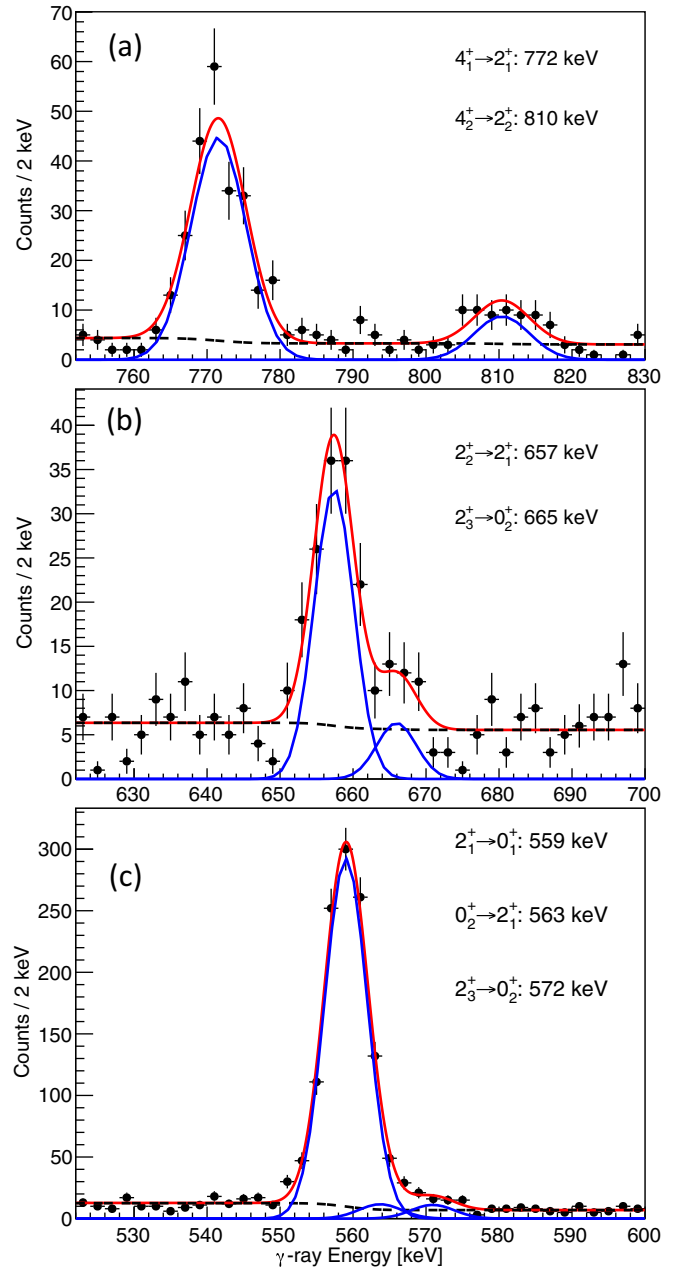 (a)
4₁⁺→2₁⁺: 772 keV
4₂⁺→2₂⁺: 810 keV
Counts / 2 keV
70
60
50
40
30
20
10
0
760 770 780 790 800 810 820 830
(b)
2₂⁺→2₁⁺: 657 keV
2₃⁺→0₂⁺: 665 keV
Counts / 2 keV
40
35
30
25
20
15
10
5
0
630 640 650 660 670 680 690 700
(c)
2₁⁺→0₁⁺: 559 keV
0₂⁺→2₁⁺: 563 keV
2₃⁺→0₂⁺: 572 keV
Counts / 2 keV
300
250
200
150
100
50
0
530 540 550 560 570 580 590 600
γ-ray Energy [keV]